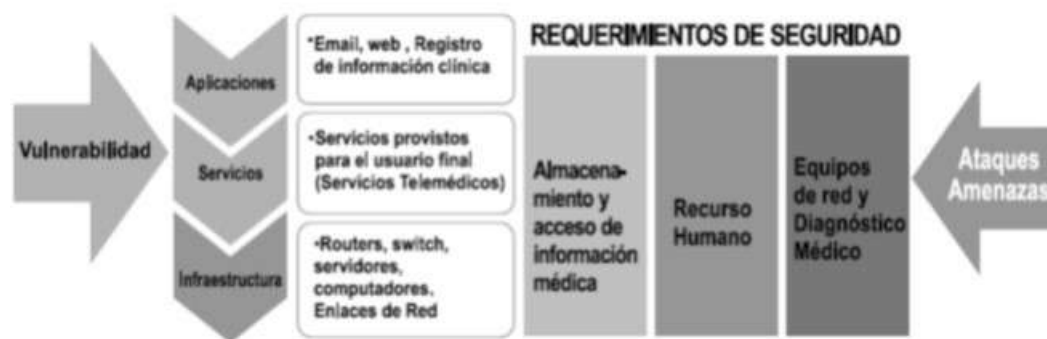 Vulnerabilidad
Aplicaciones
*Email, web , Registro
de información clínica
Servicios
•Servicios provistos
para el usuario final
(Servicios Telemédicos)
Infraestructura
•Routers, switch,
servidores,
computadores,
Enlaces de Red
REQUERIMIENTOS DE SEGURIDAD
Almacena-
miento y
acceso de
información
médica
Recurso
Humano
Equipos
de red y
Diagnóstico
Médico
Ataques
Amenazas